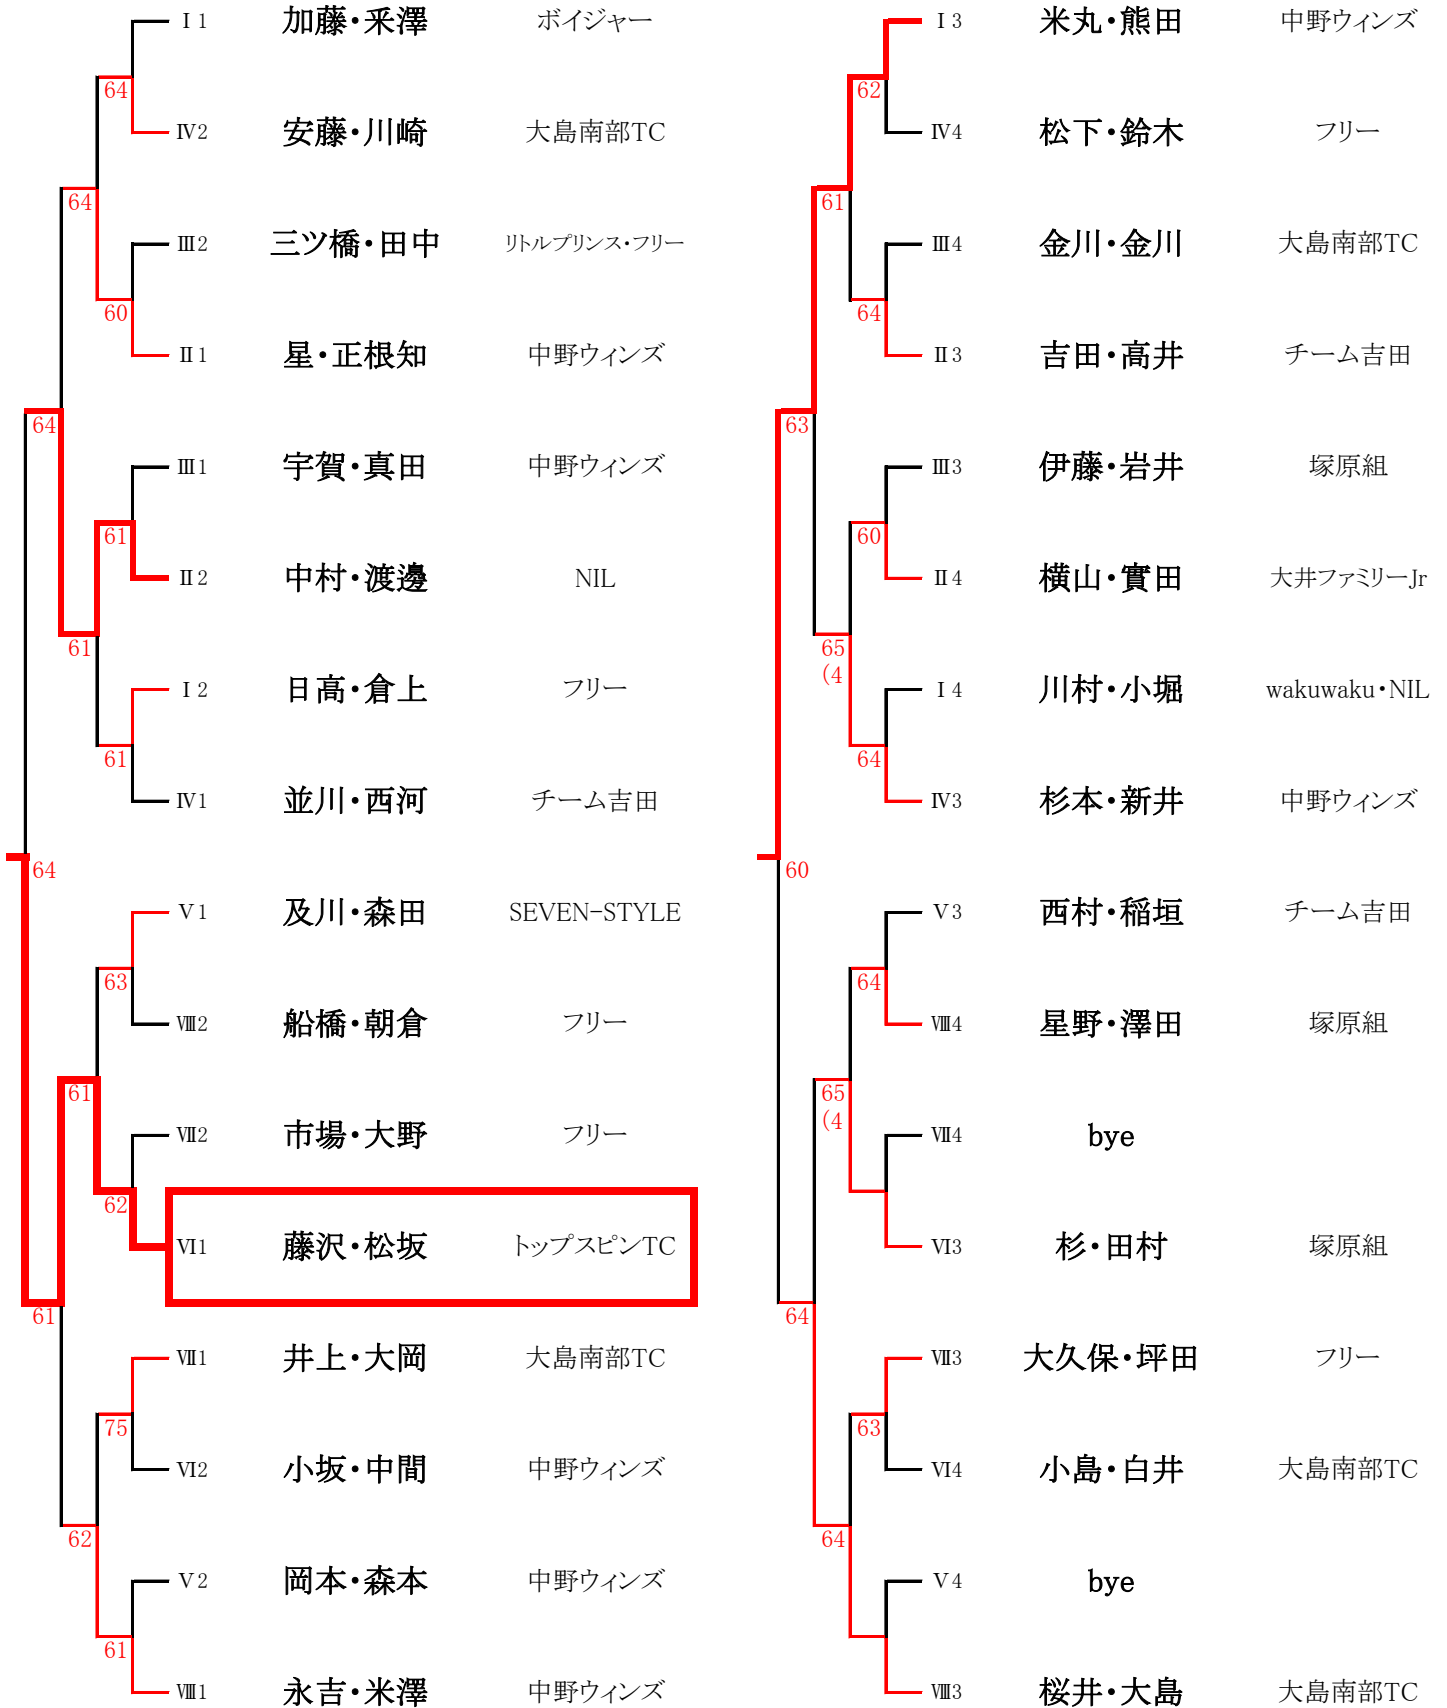 Ⅰ1 加藤・釆澤 ボイジャー
64
Ⅳ2 安藤・川崎 大島南部TC
64
Ⅲ2 三ツ橋・田中 リトルプリンス・フリー
60
Ⅱ1 星・正根知 中野ウィンズ
64
Ⅲ1 宇賀・真田 中野ウィンズ
61
Ⅱ2 中村・渡邊 NIL
61
Ⅰ2 日高・倉上 フリー
61
Ⅳ1 並川・西河 チーム吉田
64
Ⅴ1 及川・森田 SEVEN-STYLE
63
Ⅷ2 船橋・朝倉 フリー
61
Ⅶ2 市場・大野 フリー
62
Ⅵ1 藤沢・松坂 トップスピンTC
61
Ⅶ1 井上・大岡 大島南部TC
75
Ⅵ2 小坂・中間 中野ウィンズ
62
Ⅴ2 岡本・森本 中野ウィンズ
61
Ⅷ1 永吉・米澤 中野ウィンズ
Ⅰ3 米丸・熊田 中野ウィンズ
62
Ⅳ4 松下・鈴木 フリー
61
Ⅲ4 金川・金川 大島南部TC
64
Ⅱ3 吉田・高井 チーム吉田
63
Ⅲ3 伊藤・岩井 塚原組
60
Ⅱ4 横山・實田 大井ファミリーJr
65
(4
Ⅰ4 川村・小堀 wakuwaku・NIL
64
Ⅳ3 杉本・新井 中野ウィンズ
60
Ⅴ3 西村・稲垣 チーム吉田
64
Ⅷ4 星野・澤田 塚原組
65
(4
Ⅶ4 bye
Ⅵ3 杉・田村 塚原組
64
Ⅶ3 大久保・坪田 フリー
63
Ⅵ4 小島・白井 大島南部TC
64
Ⅴ4 bye
Ⅷ3 桜井・大島 大島南部TC